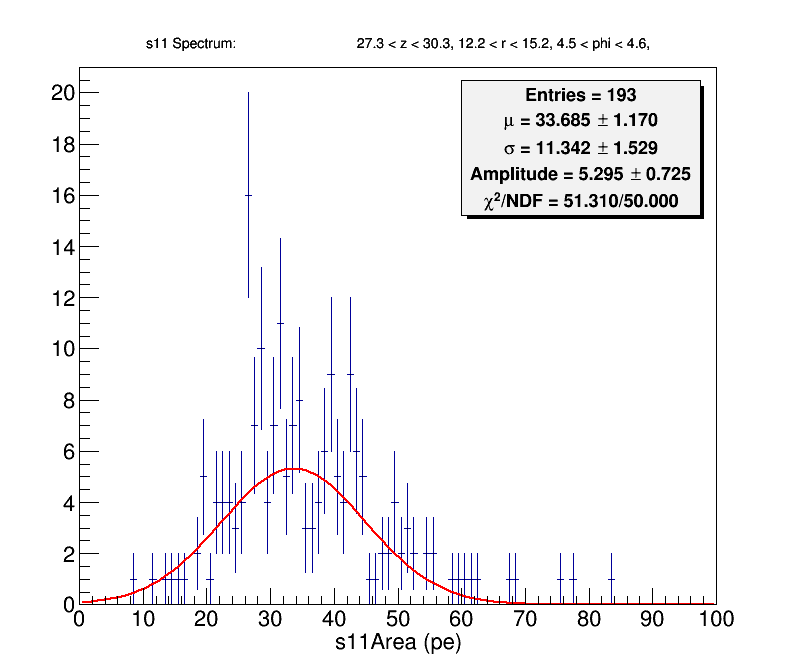 s11 Spectrum: 27.3 < z < 30.3, 12.2 < r < 15.2, 4.5 < phi < 4.6,
Entries = 193
μ = 33.685 ± 1.170
σ = 11.342 ± 1.529
Amplitude = 5.295 ± 0.725
χ²/NDF = 51.310/50.000
20
18
16
14
12
10
8
6
4
2
0
0 10 20 30 40 50 60 70 80 90 100
s11Area (pe)